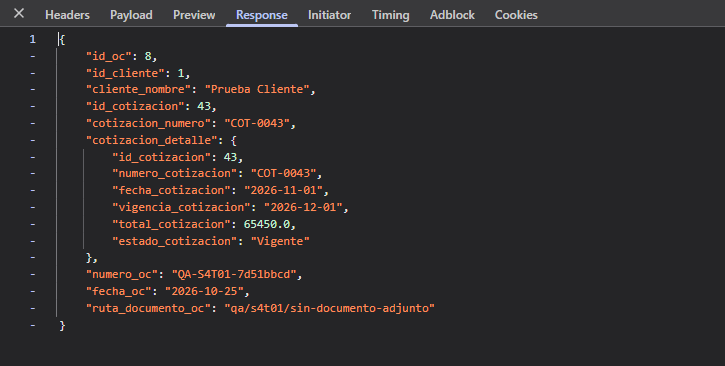 Headers Payload Preview Response Initiator Timing Adblock Cookies
1 {
- "id_oc": 8,
- "id_cliente": 1,
- "cliente_nombre": "Prueba Cliente",
- "id_cotizacion": 43,
- "cotizacion_numero": "COT-0043",
- "cotizacion_detalle": {
- "id_cotizacion": 43,
- "numero_cotizacion": "COT-0043",
- "fecha_cotizacion": "2026-11-01",
- "vigencia_cotizacion": "2026-12-01",
- "total_cotizacion": 65450.0,
- "estado_cotizacion": "Vigente"
- },
- "numero_oc": "QA-S4T01-7d51bbcd",
- "fecha_oc": "2026-10-25",
- "ruta_documento_oc": "qa/s4t01/sin-documento-adjunto"
- }